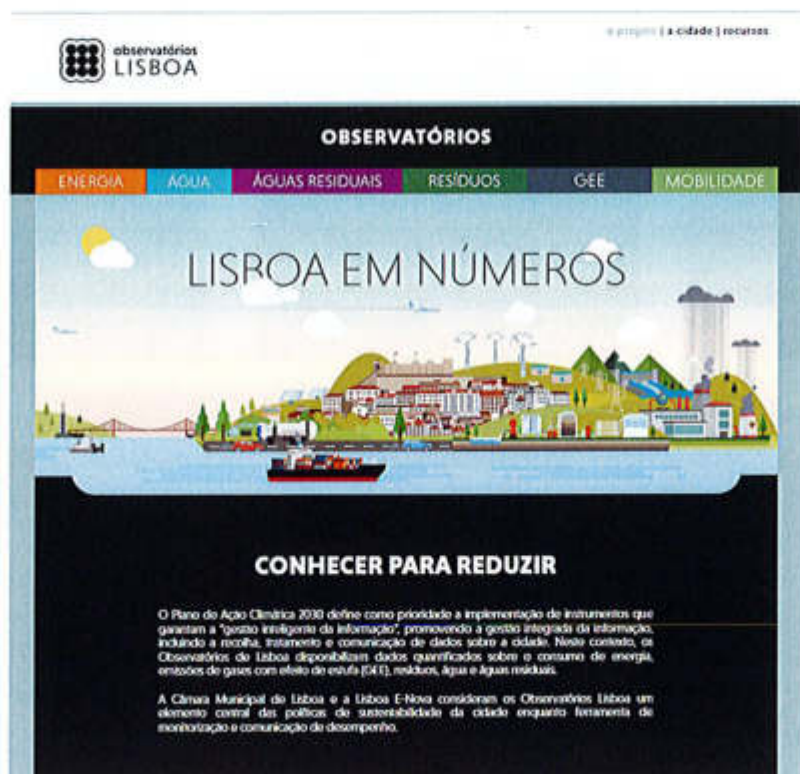 observatórios
LISBOA
o projeto | a cidade | recursos
OBSERVATÓRIOS
ENERGIA ÁGUA ÁGUAS RESIDUAIS RESÍDUOS GEE MOBILIDADE
LISBOA EM NÚMEROS
CONHECER PARA REDUZIR
O Plano de Ação Climática 2030 define como prioridade a implementação de instrumentos que
garantam a "gestão inteligente da informação", promovendo a gestão integrada da informação,
incluindo a recolha, tratamento e comunicação de dados sobre a cidade. Neste contexto, os
Observatórios de Lisboa disponibilizam dados quantificados sobre o consumo de energia,
emissões de gases com efeito de estufa (GEE), resíduos, água e águas residuais.
A Câmara Municipal de Lisboa e a Lisboa E-Nova consideram os Observatórios Lisboa um
elemento central das políticas de sustentabilidade da cidade enquanto ferramenta de
monitorização e comunicação de desempenho.